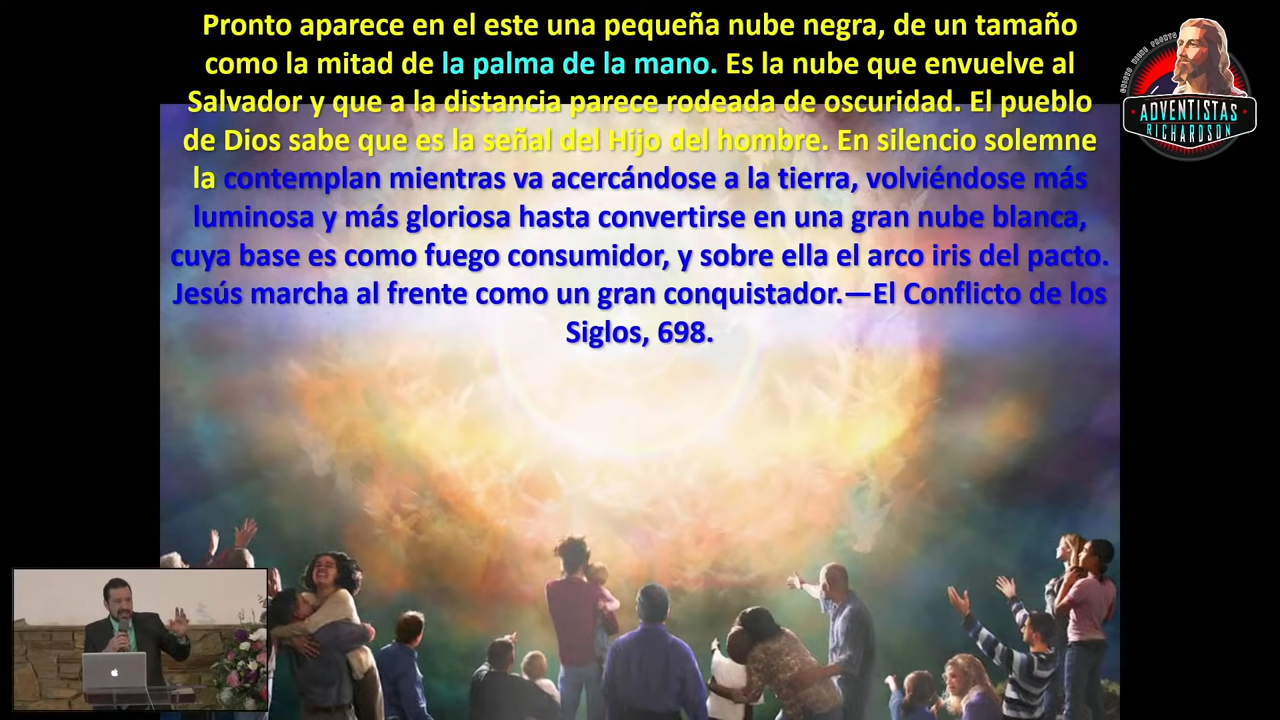 Pronto aparece en el este una pequeña nube negra, de un tamaño
como la mitad de la palma de la mano. Es la nube que envuelve al
Salvador y que a la distancia parece rodeada de oscuridad. El pueblo
de Dios sabe que es la señal del Hijo del hombre. En silencio solemne
la contemplan mientras va acercándose a la tierra, volviéndose más
luminosa y más gloriosa hasta convertirse en una gran nube blanca,
cuya base es como fuego consumidor, y sobre ella el arco iris del pacto.
Jesús marcha al frente como un gran conquistador.—El Conflicto de los
Siglos, 698.
CRISTO VIENE PRONTO
ADVENTISTAS
RICHARDSON